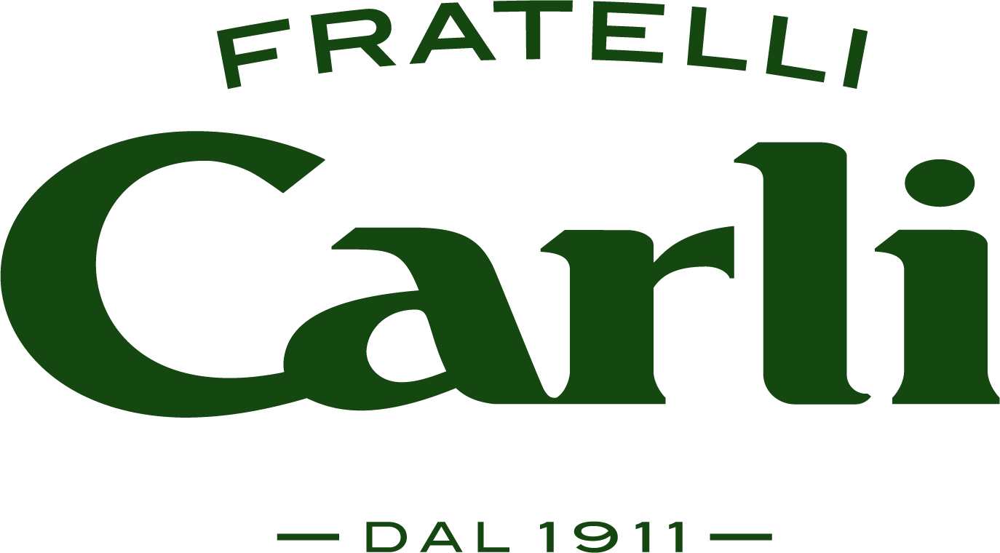 FRATELLI
Carli
— DAL 1911 —